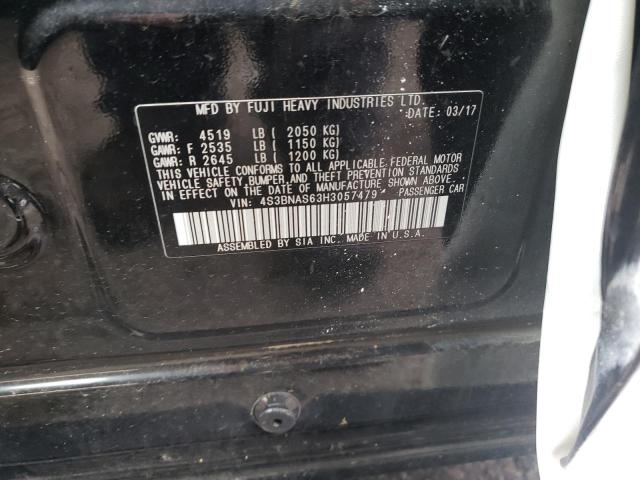 MFD BY FUJI HEAVY INDUSTRIES LTD.
DATE: 03/17
GVWR: 4519 LB ( 2050 KG)
GAWR: F 2535 LB ( 1150 KG)
GAWR: R 2645 LB ( 1200 KG)
THIS VEHICLE CONFORMS TO ALL APPLICABLE FEDERAL MOTOR
VEHICLE SAFETY, BUMPER, AND THEFT PREVENTION STANDARDS
IN EFFECT ON THE DATE OF MANUFACTURE SHOWN ABOVE.
VIN: 4S3BNAS63H3057479 PASSENGER CAR
ASSEMBLED BY SIA INC. MADE IN U.S.A.